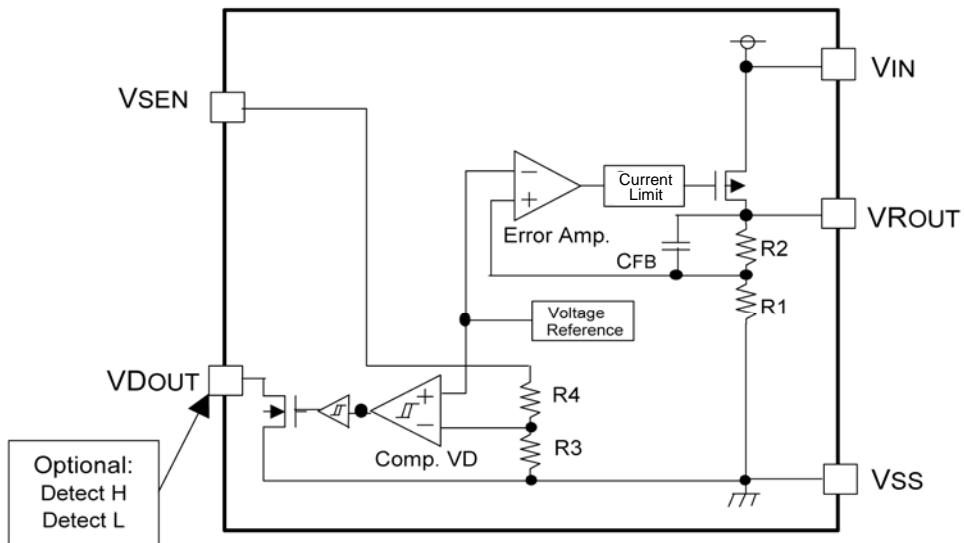 VIN
VSEN
Current
Limit
VROUT
Error Amp.
CFB
R2
R1
Voltage
Reference
VDOUT
R4
R3
Comp. VD
Optional:
Detect H
Detect L
VSS